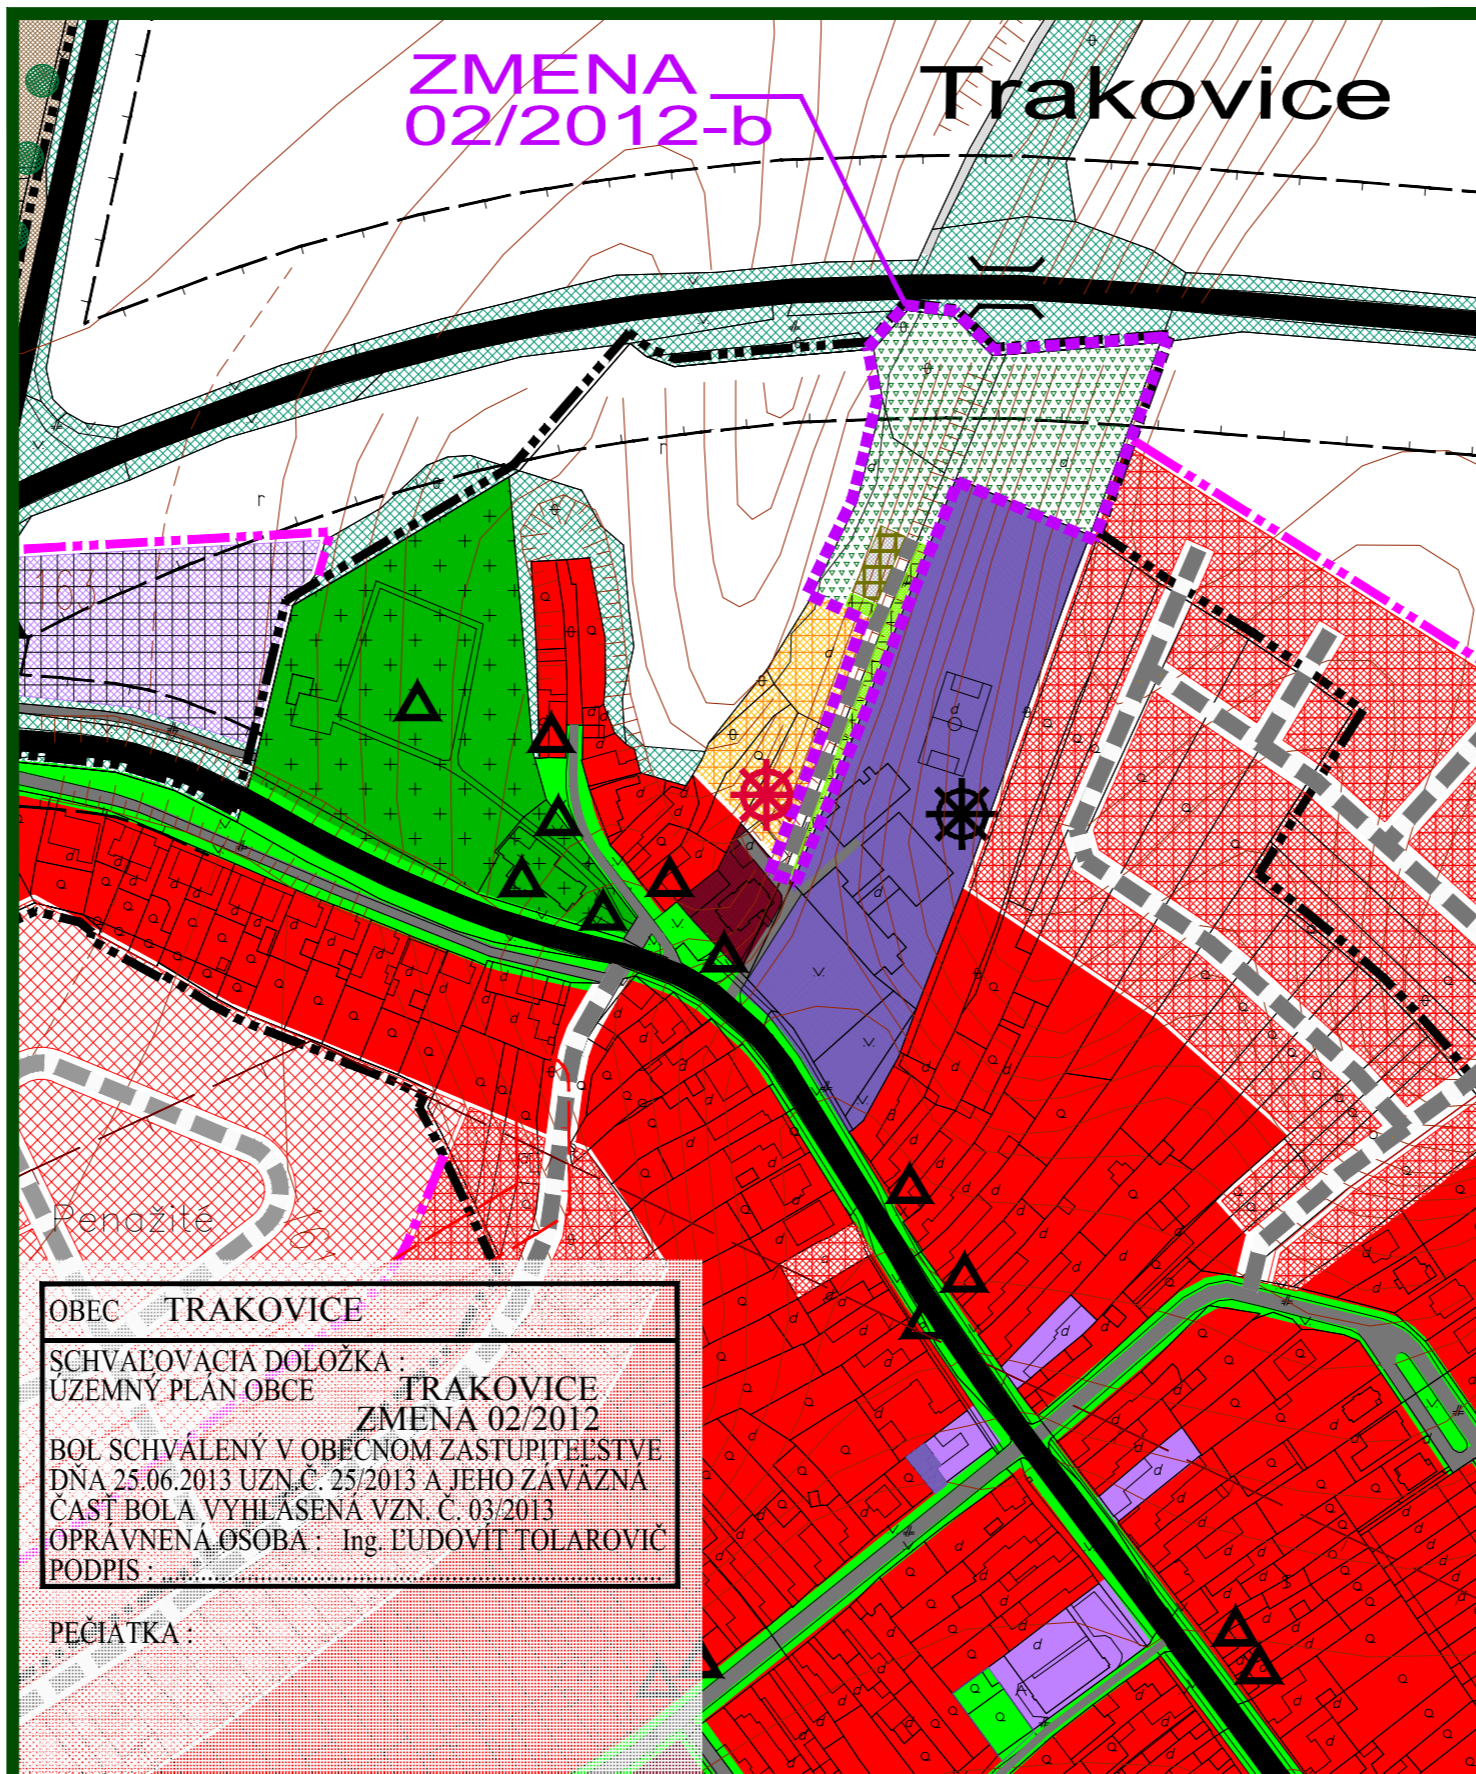 ZMENA
02/2012-b
Trakovice
163
Penažité
OBEC TRAKOVICE
SCHVAĽOVACIA DOLOŽKA :
ÚZEMNÝ PLÁN OBCE TRAKOVICE
ZMENA 02/2012
BOL SCHVÁLENÝ V OBECNOM ZASTUPITEĽSTVE
DŇA 25.06.2013 UZN.Č. 25/2013 A JEHO ZÁVÄZNÁ
ČASŤ BOLA VYHLÁSENÁ VZN. Č. 03/2013
OPRÁVNENÁ OSOBA : Ing. ĽUDOVÍT TOLAROVIČ
PODPIS :
PEČIATKA :